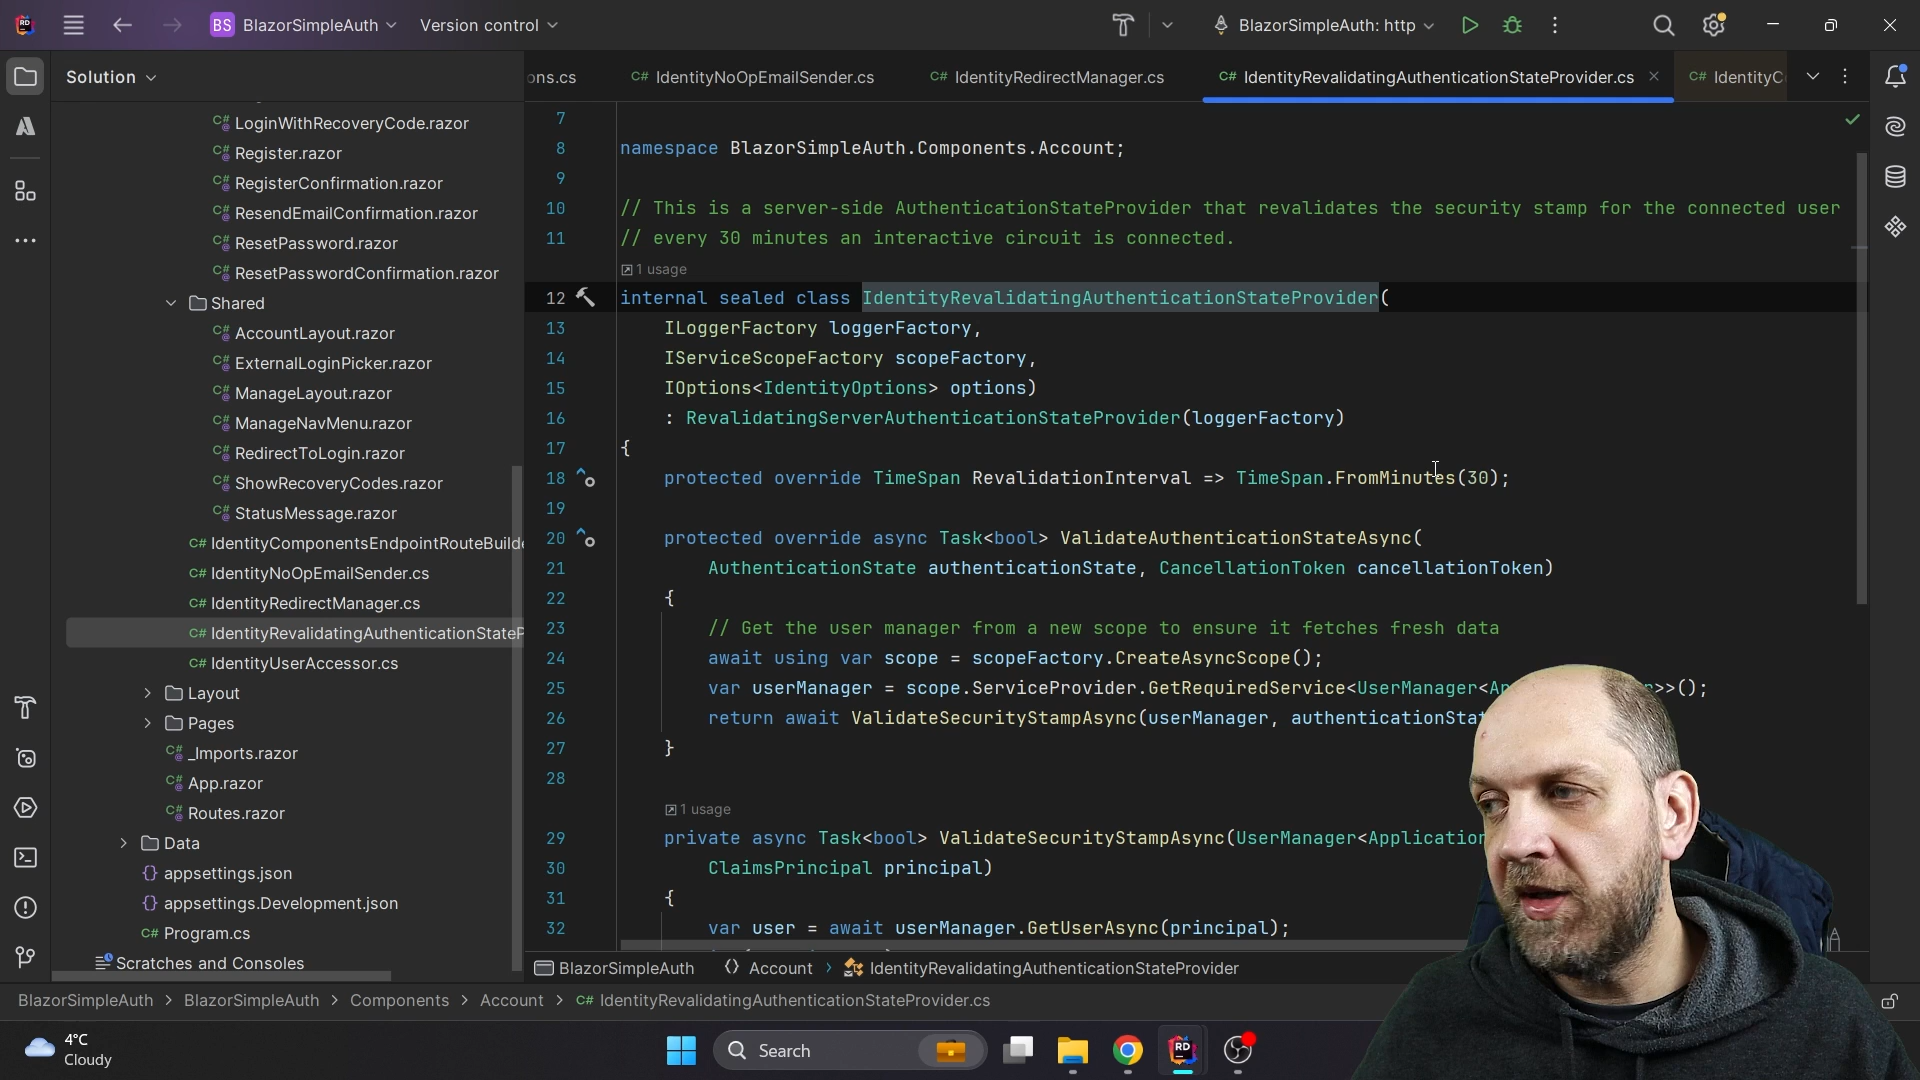 RD
BS BlazorSimpleAuth
Version control
BlazorSimpleAuth: http
Solution
ons.cs
C# IdentityNoOpEmailSender.cs
C# IdentityRedirectManager.cs
C# IdentityRevalidatingAuthenticationStateProvider.cs
C# IdentityC
LoginWithRecoveryCode.razor
Register.razor
RegisterConfirmation.razor
ResendEmailConfirmation.razor
ResetPassword.razor
ResetPasswordConfirmation.razor
Shared
AccountLayout.razor
ExternalLoginPicker.razor
ManageLayout.razor
ManageNavMenu.razor
RedirectToLogin.razor
ShowRecoveryCodes.razor
StatusMessage.razor
C# IdentityComponentsEndpointRouteBuilde
C# IdentityNoOpEmailSender.cs
C# IdentityRedirectManager.cs
C# IdentityRevalidatingAuthenticationStateP
C# IdentityUserAccessor.cs
Layout
Pages
_Imports.razor
App.razor
Routes.razor
Data
{} appsettings.json
{} appsettings.Development.json
C# Program.cs
Scratches and Consoles
7
8 namespace BlazorSimpleAuth.Components.Account;
9
10 // This is a server-side AuthenticationStateProvider that revalidates the security stamp for the connected user
11 // every 30 minutes an interactive circuit is connected.
1 usage
12 internal sealed class IdentityRevalidatingAuthenticationStateProvider(
13 ILoggerFactory loggerFactory,
14 IServiceScopeFactory scopeFactory,
15 IOptions<IdentityOptions> options)
16 : RevalidatingServerAuthenticationStateProvider(loggerFactory)
17 {
18 protected override TimeSpan RevalidationInterval => TimeSpan.FromMinutes(30);
19
20 protected override async Task<bool> ValidateAuthenticationStateAsync(
21 AuthenticationState authenticationState, CancellationToken cancellationToken)
22 {
23 // Get the user manager from a new scope to ensure it fetches fresh data
24 await using var scope = scopeFactory.CreateAsyncScope();
25 var userManager = scope.ServiceProvider.GetRequiredService<UserManager<Ap >>();
26 return await ValidateSecurityStampAsync(userManager, authenticationStat
27 }
28
1 usage
29 private async Task<bool> ValidateSecurityStampAsync(UserManager<Application
30 ClaimsPrincipal principal)
31 {
32 var user = await userManager.GetUserAsync(principal);
BlazorSimpleAuth {} Account > IdentityRevalidatingAuthenticationStateProvider
BlazorSimpleAuth > BlazorSimpleAuth > Components > Account > C# IdentityRevalidatingAuthenticationStateProvider.cs
4°C
Cloudy
Search
RD